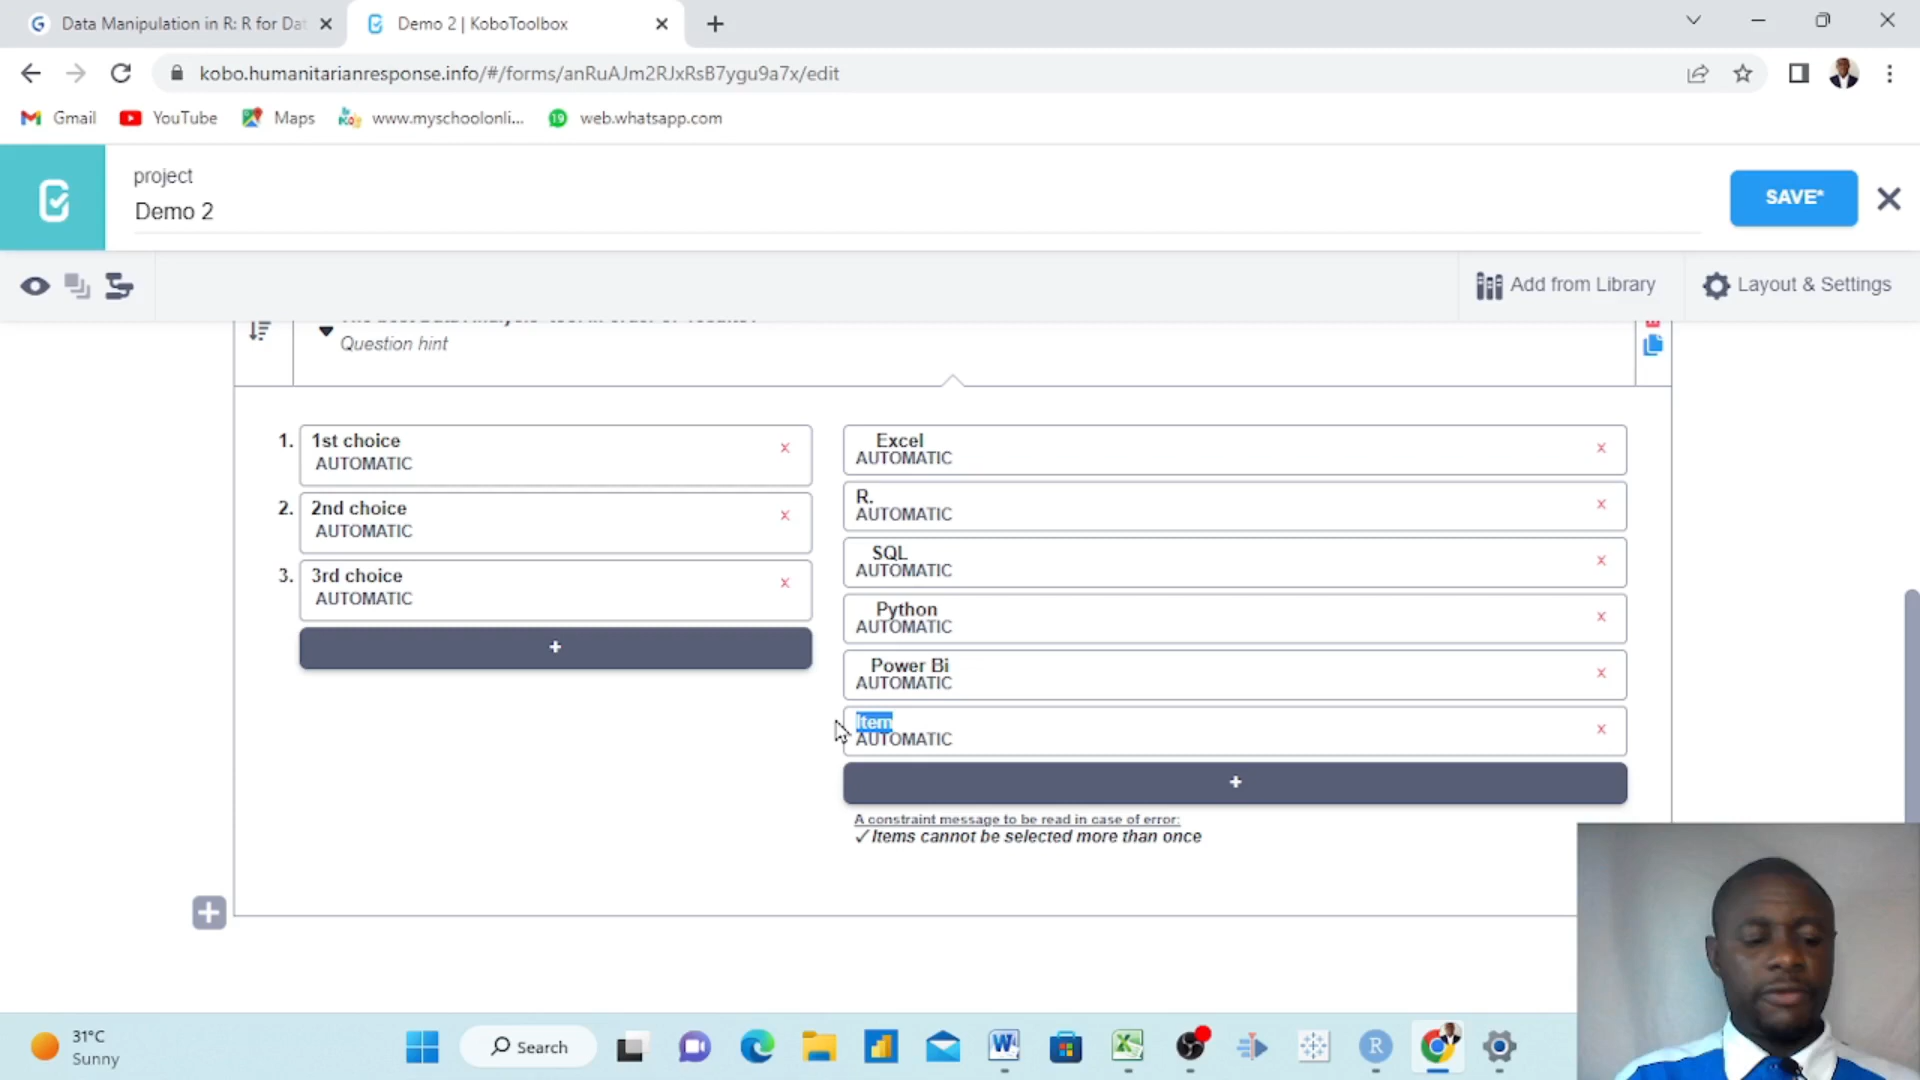 Data Manipulation in R: R for Dat
Demo 2 | KoboToolbox
kobo.humanitarianresponse.info/#/forms/anRuAJm2RJxRsB7ygu9a7x/edit
Gmail
YouTube
Maps
www.myschoolonli...
19
web.whatsapp.com
project
Demo 2
SAVE*
Add from Library
Layout & Settings
Question hint
1. 1st choice
AUTOMATIC
2. 2nd choice
AUTOMATIC
3. 3rd choice
AUTOMATIC
+
Excel
AUTOMATIC
R.
AUTOMATIC
SQL
AUTOMATIC
Python
AUTOMATIC
Power Bi
AUTOMATIC
Item
AUTOMATIC
+
A constraint message to be read in case of error:
✓Items cannot be selected more than once
31°C
Sunny
Search